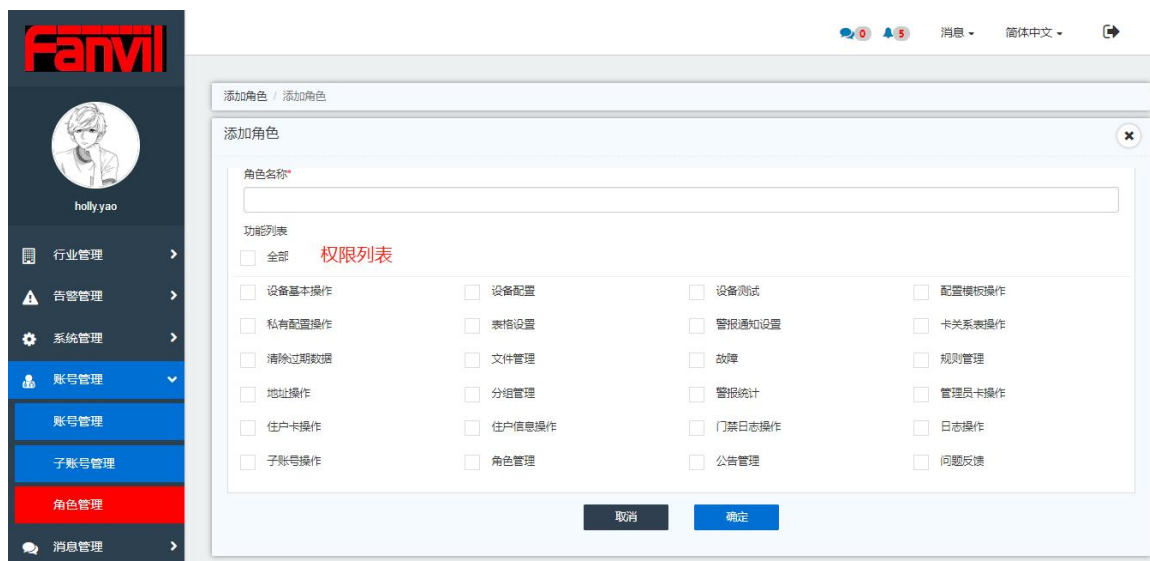 Fanvil
0 5 消息 简体中文
添加角色 / 添加角色
添加角色
holly.yao
行业管理
告警管理
系统管理
账号管理
账号管理
子账号管理
角色管理
消息管理
角色名称*
功能列表
全部 权限列表
设备基本操作 设备配置 设备测试 配置模板操作
私有配置操作 表格设置 警报通知设置 卡关系表操作
清除过期数据 文件管理 故障 规则管理
地址操作 分组管理 警报统计 管理员卡操作
住户卡操作 住户信息操作 门禁日志操作 日志操作
子账号操作 角色管理 公告管理 问题反馈
取消 确定